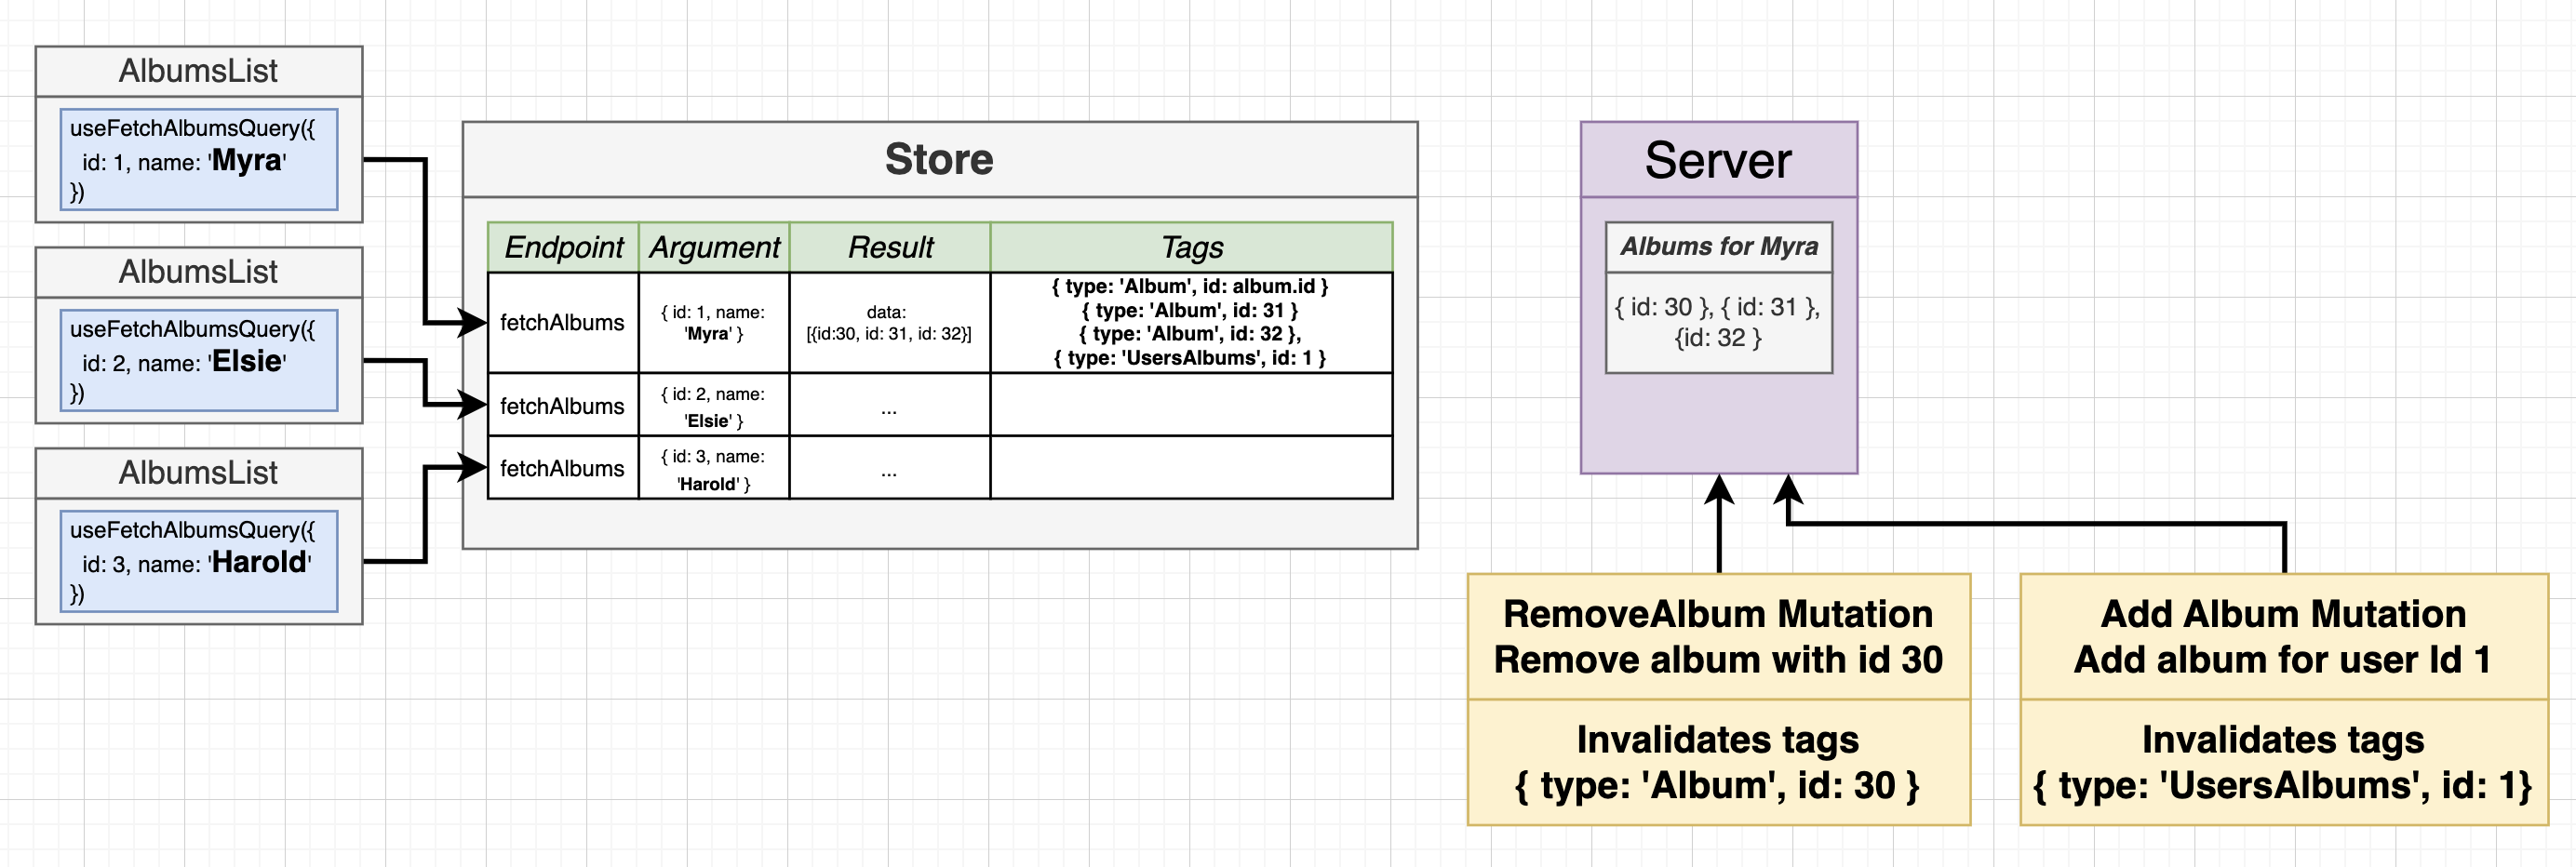 AlbumsList
useFetchAlbumsQuery({
id: 1, name: 'Myra'
})
AlbumsList
useFetchAlbumsQuery({
id: 2, name: 'Elsie'
})
AlbumsList
useFetchAlbumsQuery({
id: 3, name: 'Harold'
})
Store
Endpoint Argument Result Tags
fetchAlbums
{ id: 1, name:
'Myra' }
data:
[{id:30, id: 31, id: 32}]
{ type: 'Album', id: album.id }
{ type: 'Album', id: 31 }
{ type: 'Album', id: 32 },
{ type: 'UsersAlbums', id: 1 }
fetchAlbums
{ id: 2, name:
'Elsie' }
...
fetchAlbums
{ id: 3, name:
'Harold' }
...
Server
Albums for Myra
{ id: 30 }, { id: 31 },
{id: 32 }
RemoveAlbum Mutation
Remove album with id 30
Invalidates tags
{ type: 'Album', id: 30 }
Add Album Mutation
Add album for user Id 1
Invalidates tags
{ type: 'UsersAlbums', id: 1}